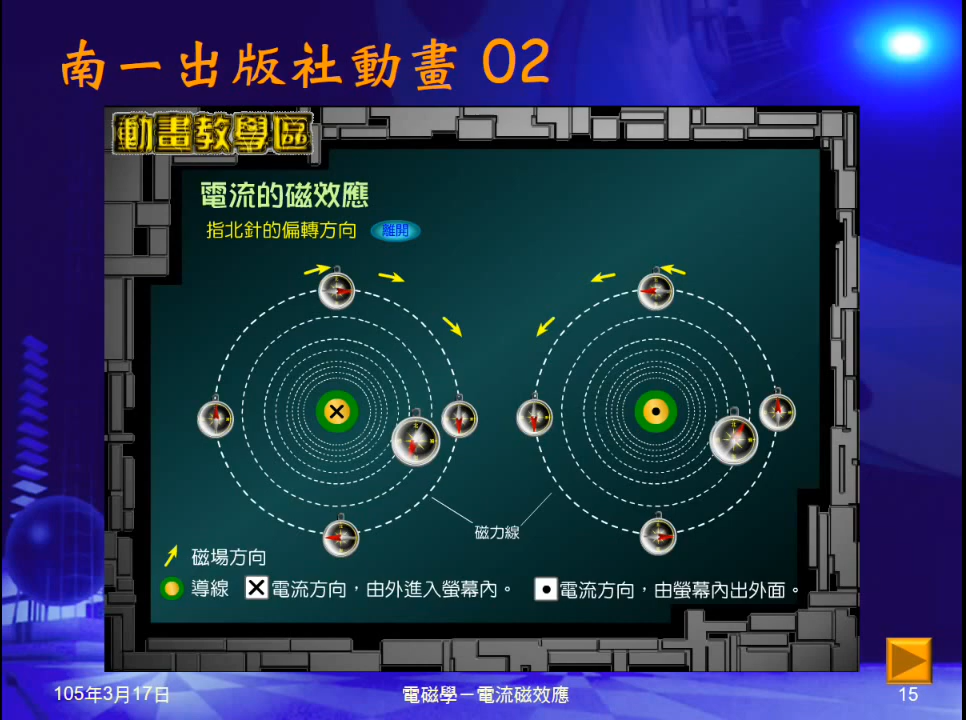 南一出版社動畫 02
動畫教學區
電流的磁效應
指北針的偏轉方向 離開
磁力線
磁場方向
導線 電流方向，由外進入螢幕內。 電流方向，由螢幕內出外面。
105年3月17日 電磁學－電流磁效應 15